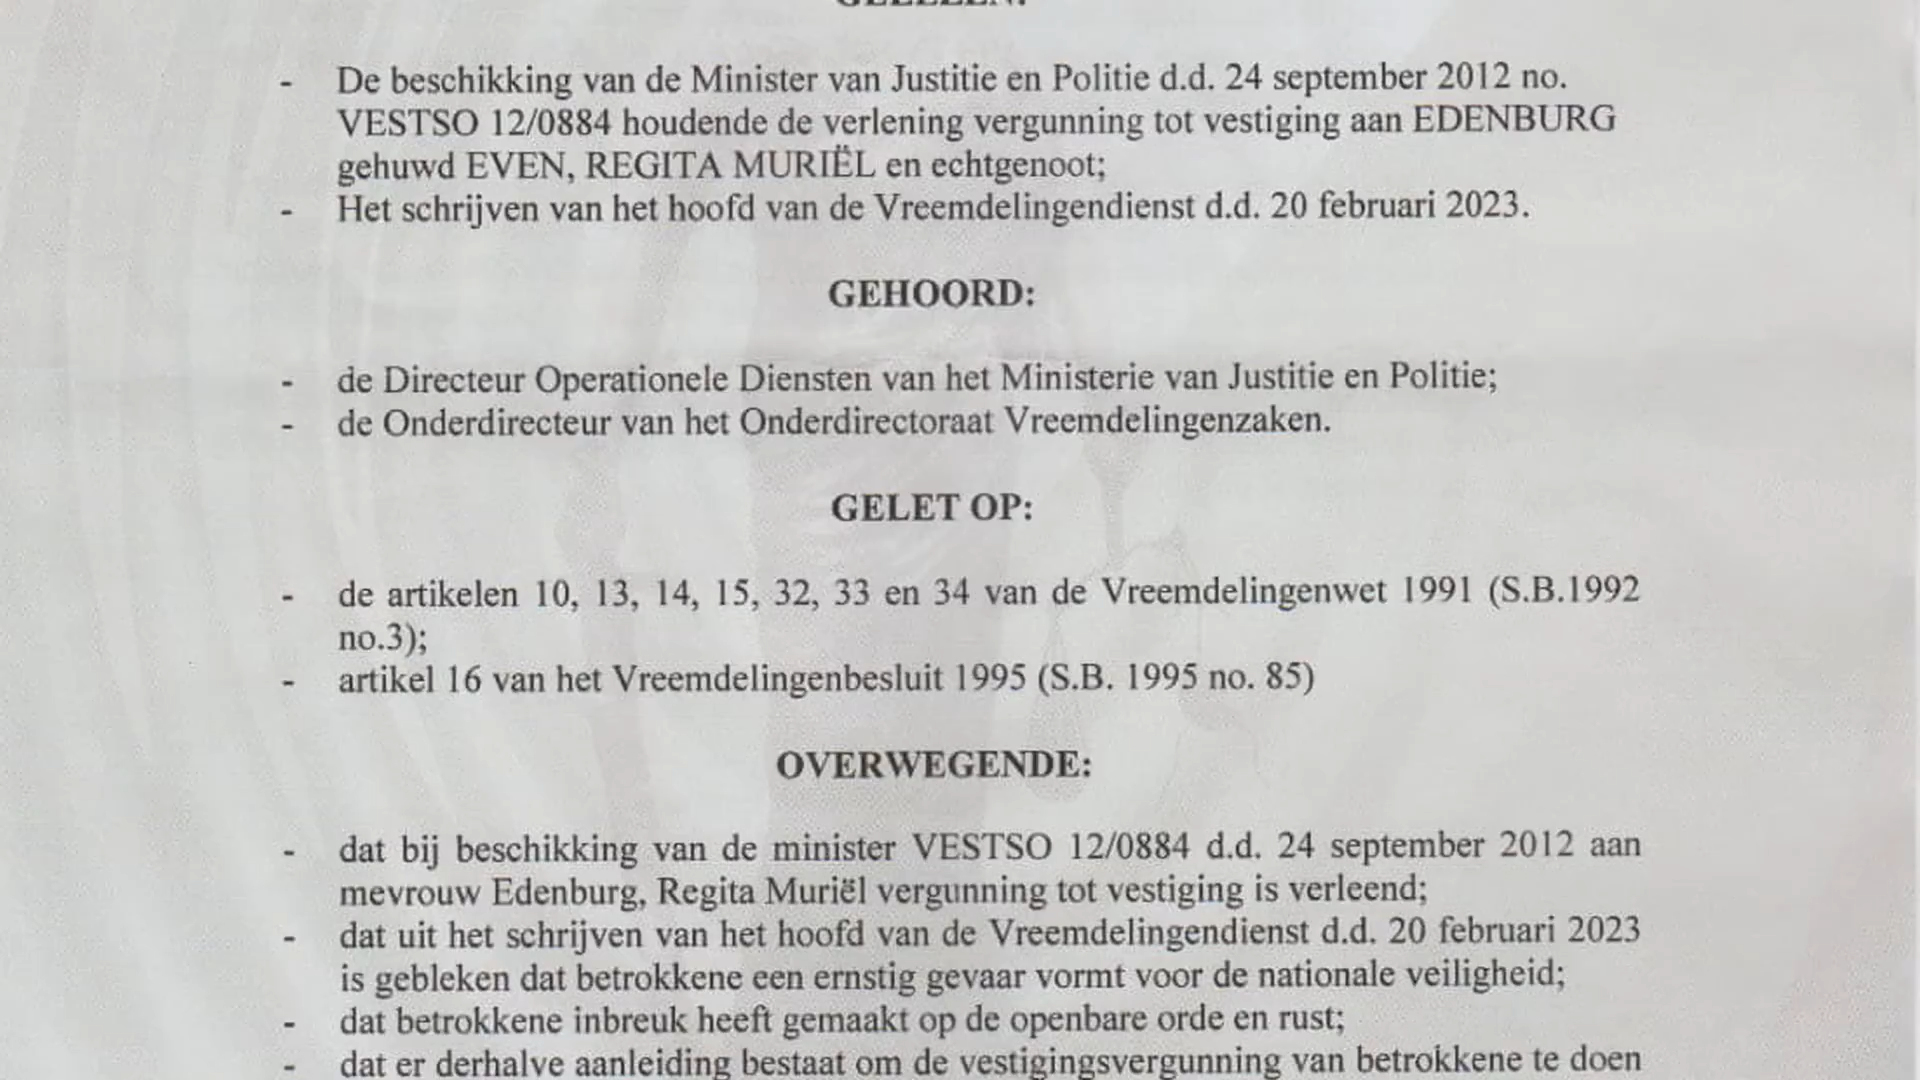 GELEZEN:
- De beschikking van de Minister van Justitie en Politie d.d. 24 september 2012 no.
VESTSO 12/0884 houdende de verlening vergunning tot vestiging aan EDENBURG
gehuwd EVEN, REGITA MURIËL en echtgenoot;
- Het schrijven van het hoofd van de Vreemdelingendienst d.d. 20 februari 2023.
GEHOORD:
- de Directeur Operationele Diensten van het Ministerie van Justitie en Politie;
- de Onderdirecteur van het Onderdirectoraat Vreemdelingenzaken.
GELET OP:
- de artikelen 10, 13, 14, 15, 32, 33 en 34 van de Vreemdelingenwet 1991 (S.B.1992
no.3);
- artikel 16 van het Vreemdelingenbesluit 1995 (S.B. 1995 no. 85)
OVERWEGENDE:
- dat bij beschikking van de minister VESTSO 12/0884 d.d. 24 september 2012 aan
mevrouw Edenburg, Regita Muriël vergunning tot vestiging is verleend;
- dat uit het schrijven van het hoofd van de Vreemdelingendienst d.d. 20 februari 2023
is gebleken dat betrokkene een ernstig gevaar vormt voor de nationale veiligheid;
- dat betrokkene inbreuk heeft gemaakt op de openbare orde en rust;
- dat er derhalve aanleiding bestaat om de vestigingsvergunning van betrokkene te doen